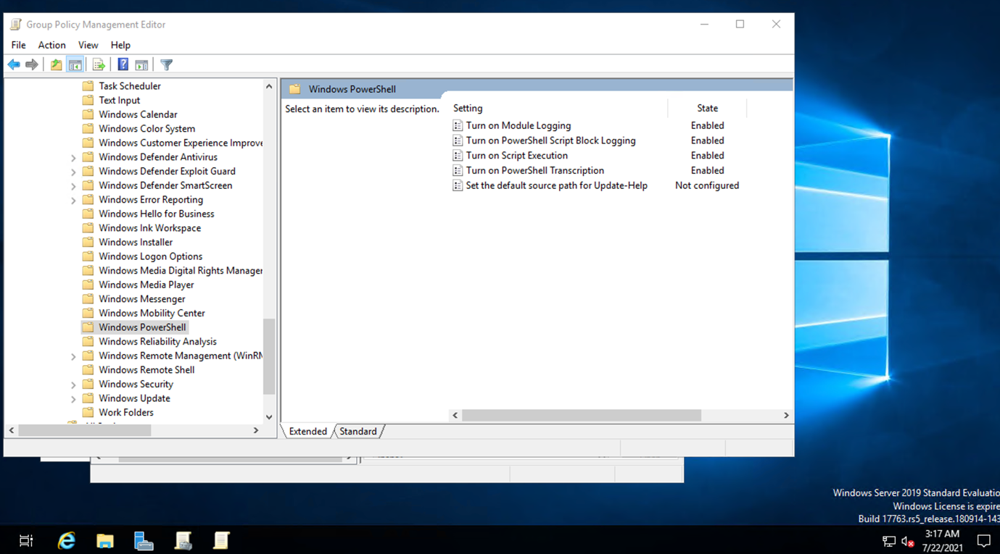 Group Policy Management Editor
File Action View Help
Task Scheduler
Text Input
Windows Calendar
Windows Color System
Windows Customer Experience Improve
Windows Defender Antivirus
Windows Defender Exploit Guard
Windows Defender SmartScreen
Windows Error Reporting
Windows Hello for Business
Windows Ink Workspace
Windows Installer
Windows Logon Options
Windows Media Digital Rights Manager
Windows Media Player
Windows Messenger
Windows Mobility Center
Windows PowerShell
Windows Reliability Analysis
Windows Remote Management (WinRM
Windows Remote Shell
Windows Security
Windows Update
Work Folders
Windows PowerShell
Select an item to view its description.
Setting State
Turn on Module Logging Enabled
Turn on PowerShell Script Block Logging Enabled
Turn on Script Execution Enabled
Turn on PowerShell Transcription Enabled
Set the default source path for Update-Help Not configured
Extended Standard
Windows Server 2019 Standard Evaluatio
Windows License is expire
Build 17763.rs5_release.180914-143
3:17 AM
7/22/2021